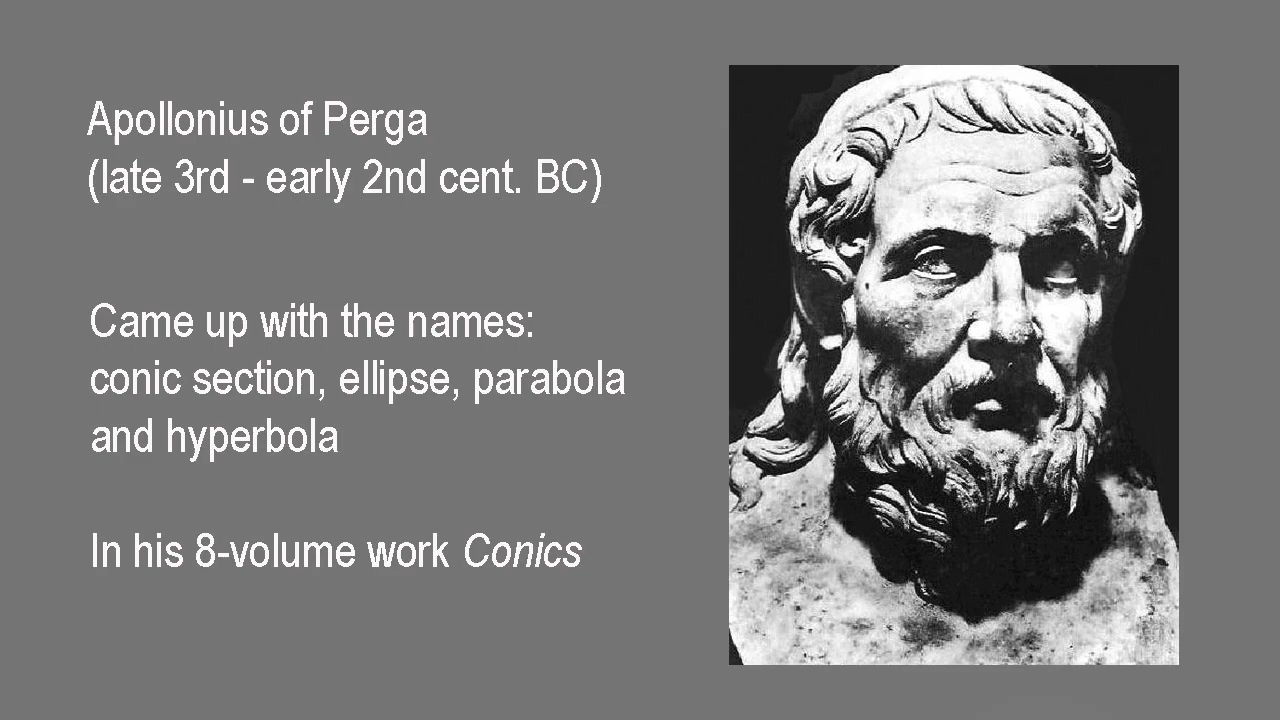 Apollonius of Perga
(late 3rd - early 2nd cent. BC)
Came up with the names:
conic section, ellipse, parabola
and hyperbola
In his 8-volume work Conics